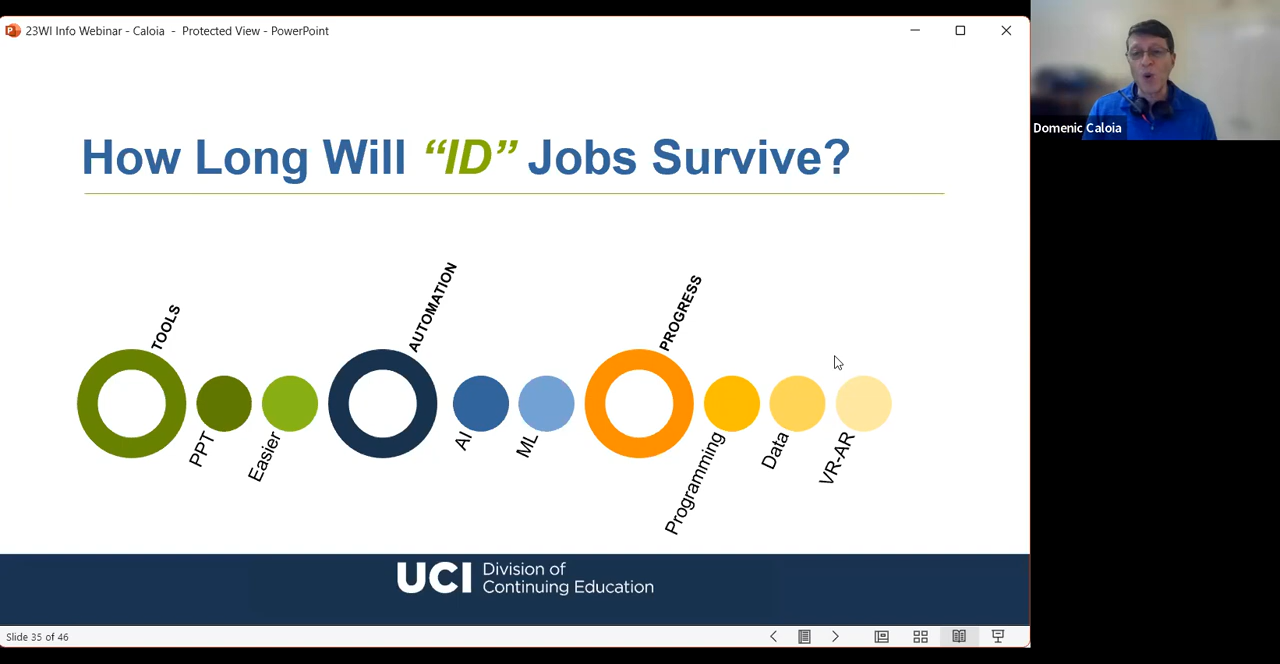 23WI Info Webinar - Caloia - Protected View - PowerPoint
Domenic Caloia
How Long Will “ID” Jobs Survive?
TOOLS
PPT
Easier
AUTOMATION
AI
ML
PROGRESS
Programming
Data
VR-AR
UCI
Division of
Continuing Education
Slide 35 of 46